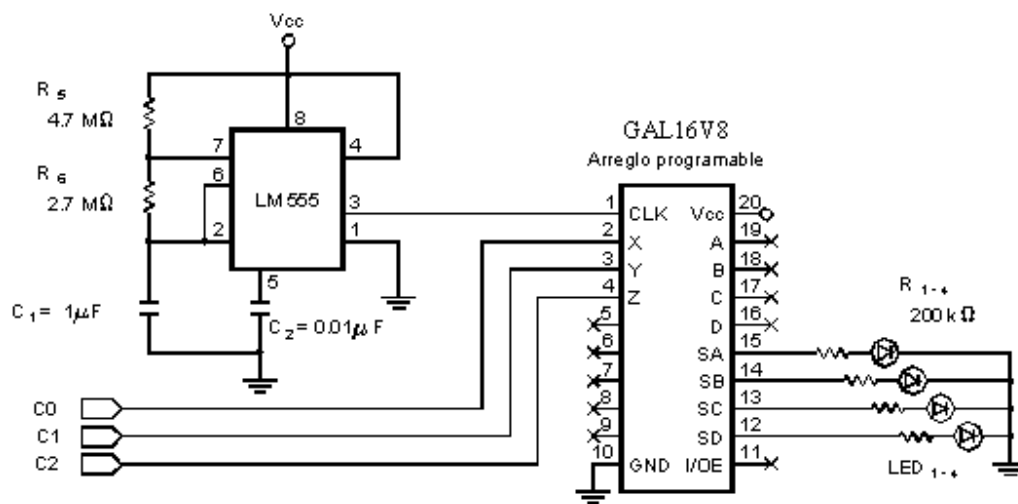 Vcc
R 5
4.7 MΩ
R 6
2.7 MΩ
7
6
2
8
4
3
1
5
LM 555
C 1 = 1µF
C 2 = 0.01µF
C0
C1
C2
GAL16V8
Arreglo programable
1 CLK Vcc 20
2 X A 19
3 Y B 18
4 Z C 17
5 D 16
6 SA 15
7 SB 14
8 SC 13
9 SD 12
10 GND I/OE 11
R 1-4
200 k Ω
LED 1-4